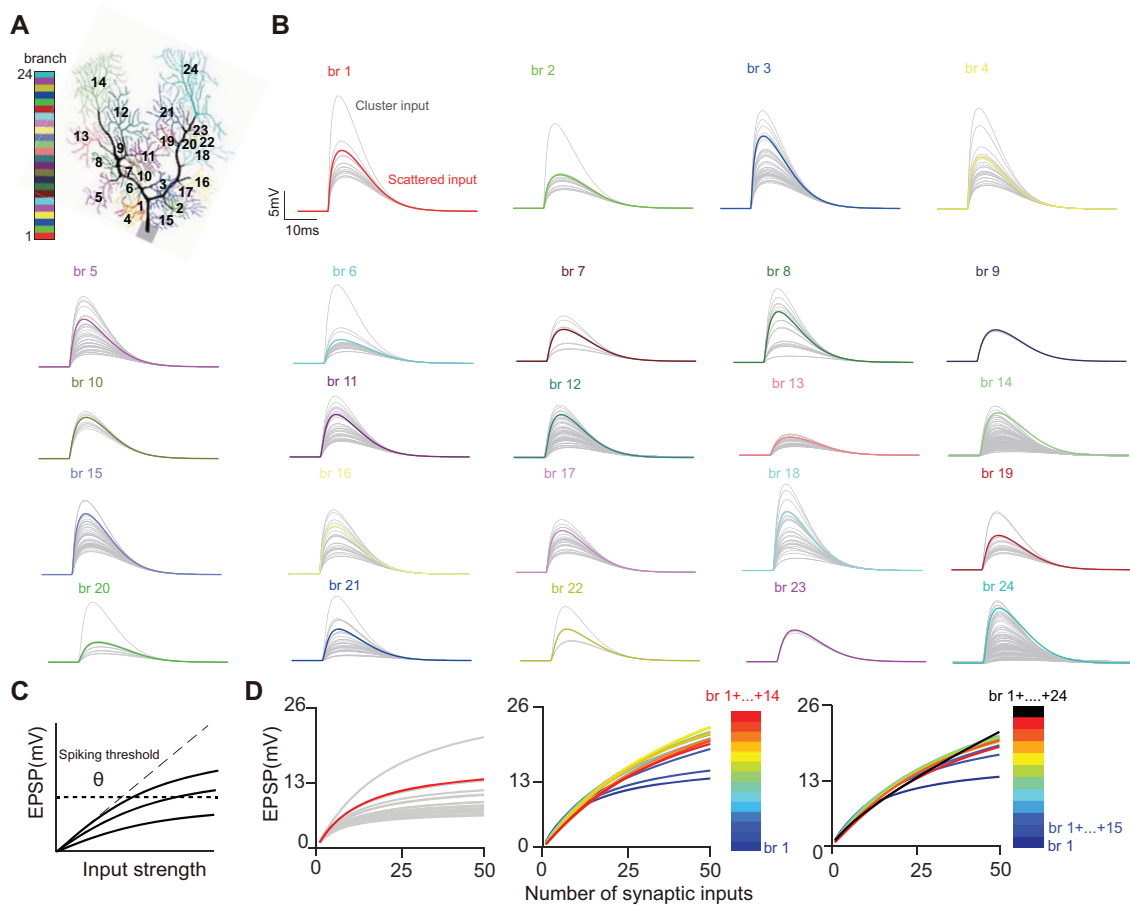 A
B
branch
24
1
14
24
12
21
13
9
11
19
23
20
22
18
8
7
10
6
3
16
17
5
1
2
4
15
br 1
br 2
br 3
br 4
Cluster input
Scattered input
5mV
10ms
br 5
br 6
br 7
br 8
br 9
br 10
br 11
br 12
br 13
br 14
br 15
br 16
br 17
br 18
br 19
br 20
br 21
br 22
br 23
br 24
C
EPSP(mV)
Spiking threshold
θ
Input strength
D
EPSP(mV)
26
13
0
0
25
50
26
13
0
0
25
50
br 1+...+14
br 1
26
13
0
0
25
50
br 1+....+24
br 1+...+15
br 1
Number of synaptic inputs